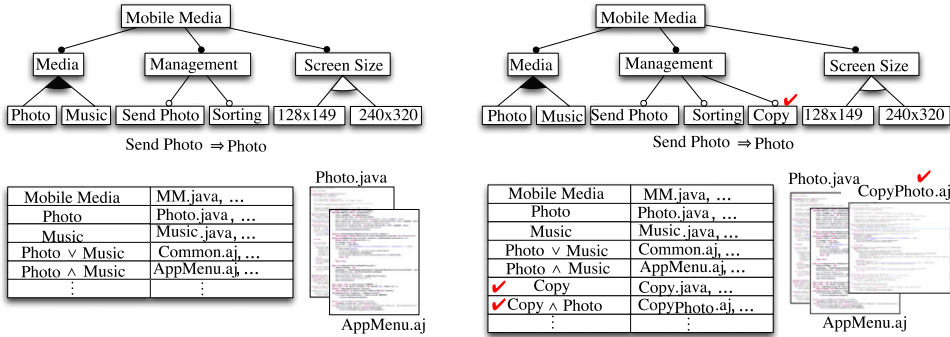 Mobile Media
Media Management Screen Size
Photo Music Send Photo Sorting 128x149 240x320
Send Photo ⇒ Photo
Mobile Media MM.java, ...
Photo Photo.java, ...
Music Music.java, ...
Photo ∨ Music Common.aj, ...
Photo ∧ Music AppMenu.aj, ...
⋮ ⋮
Photo.java
AppMenu.aj
Mobile Media
Media Management Screen Size
Photo Music Send Photo Sorting Copy 128x149 240x320
Send Photo ⇒ Photo
Mobile Media MM.java, ...
Photo Photo.java, ...
Music Music.java, ...
Photo ∨ Music Common.aj, ...
Photo ∧ Music AppMenu.aj, ...
Copy Copy.java, ...
Copy ∧ Photo CopyPhoto.aj, ...
⋮ ⋮
Photo.java
CopyPhoto.aj
AppMenu.aj